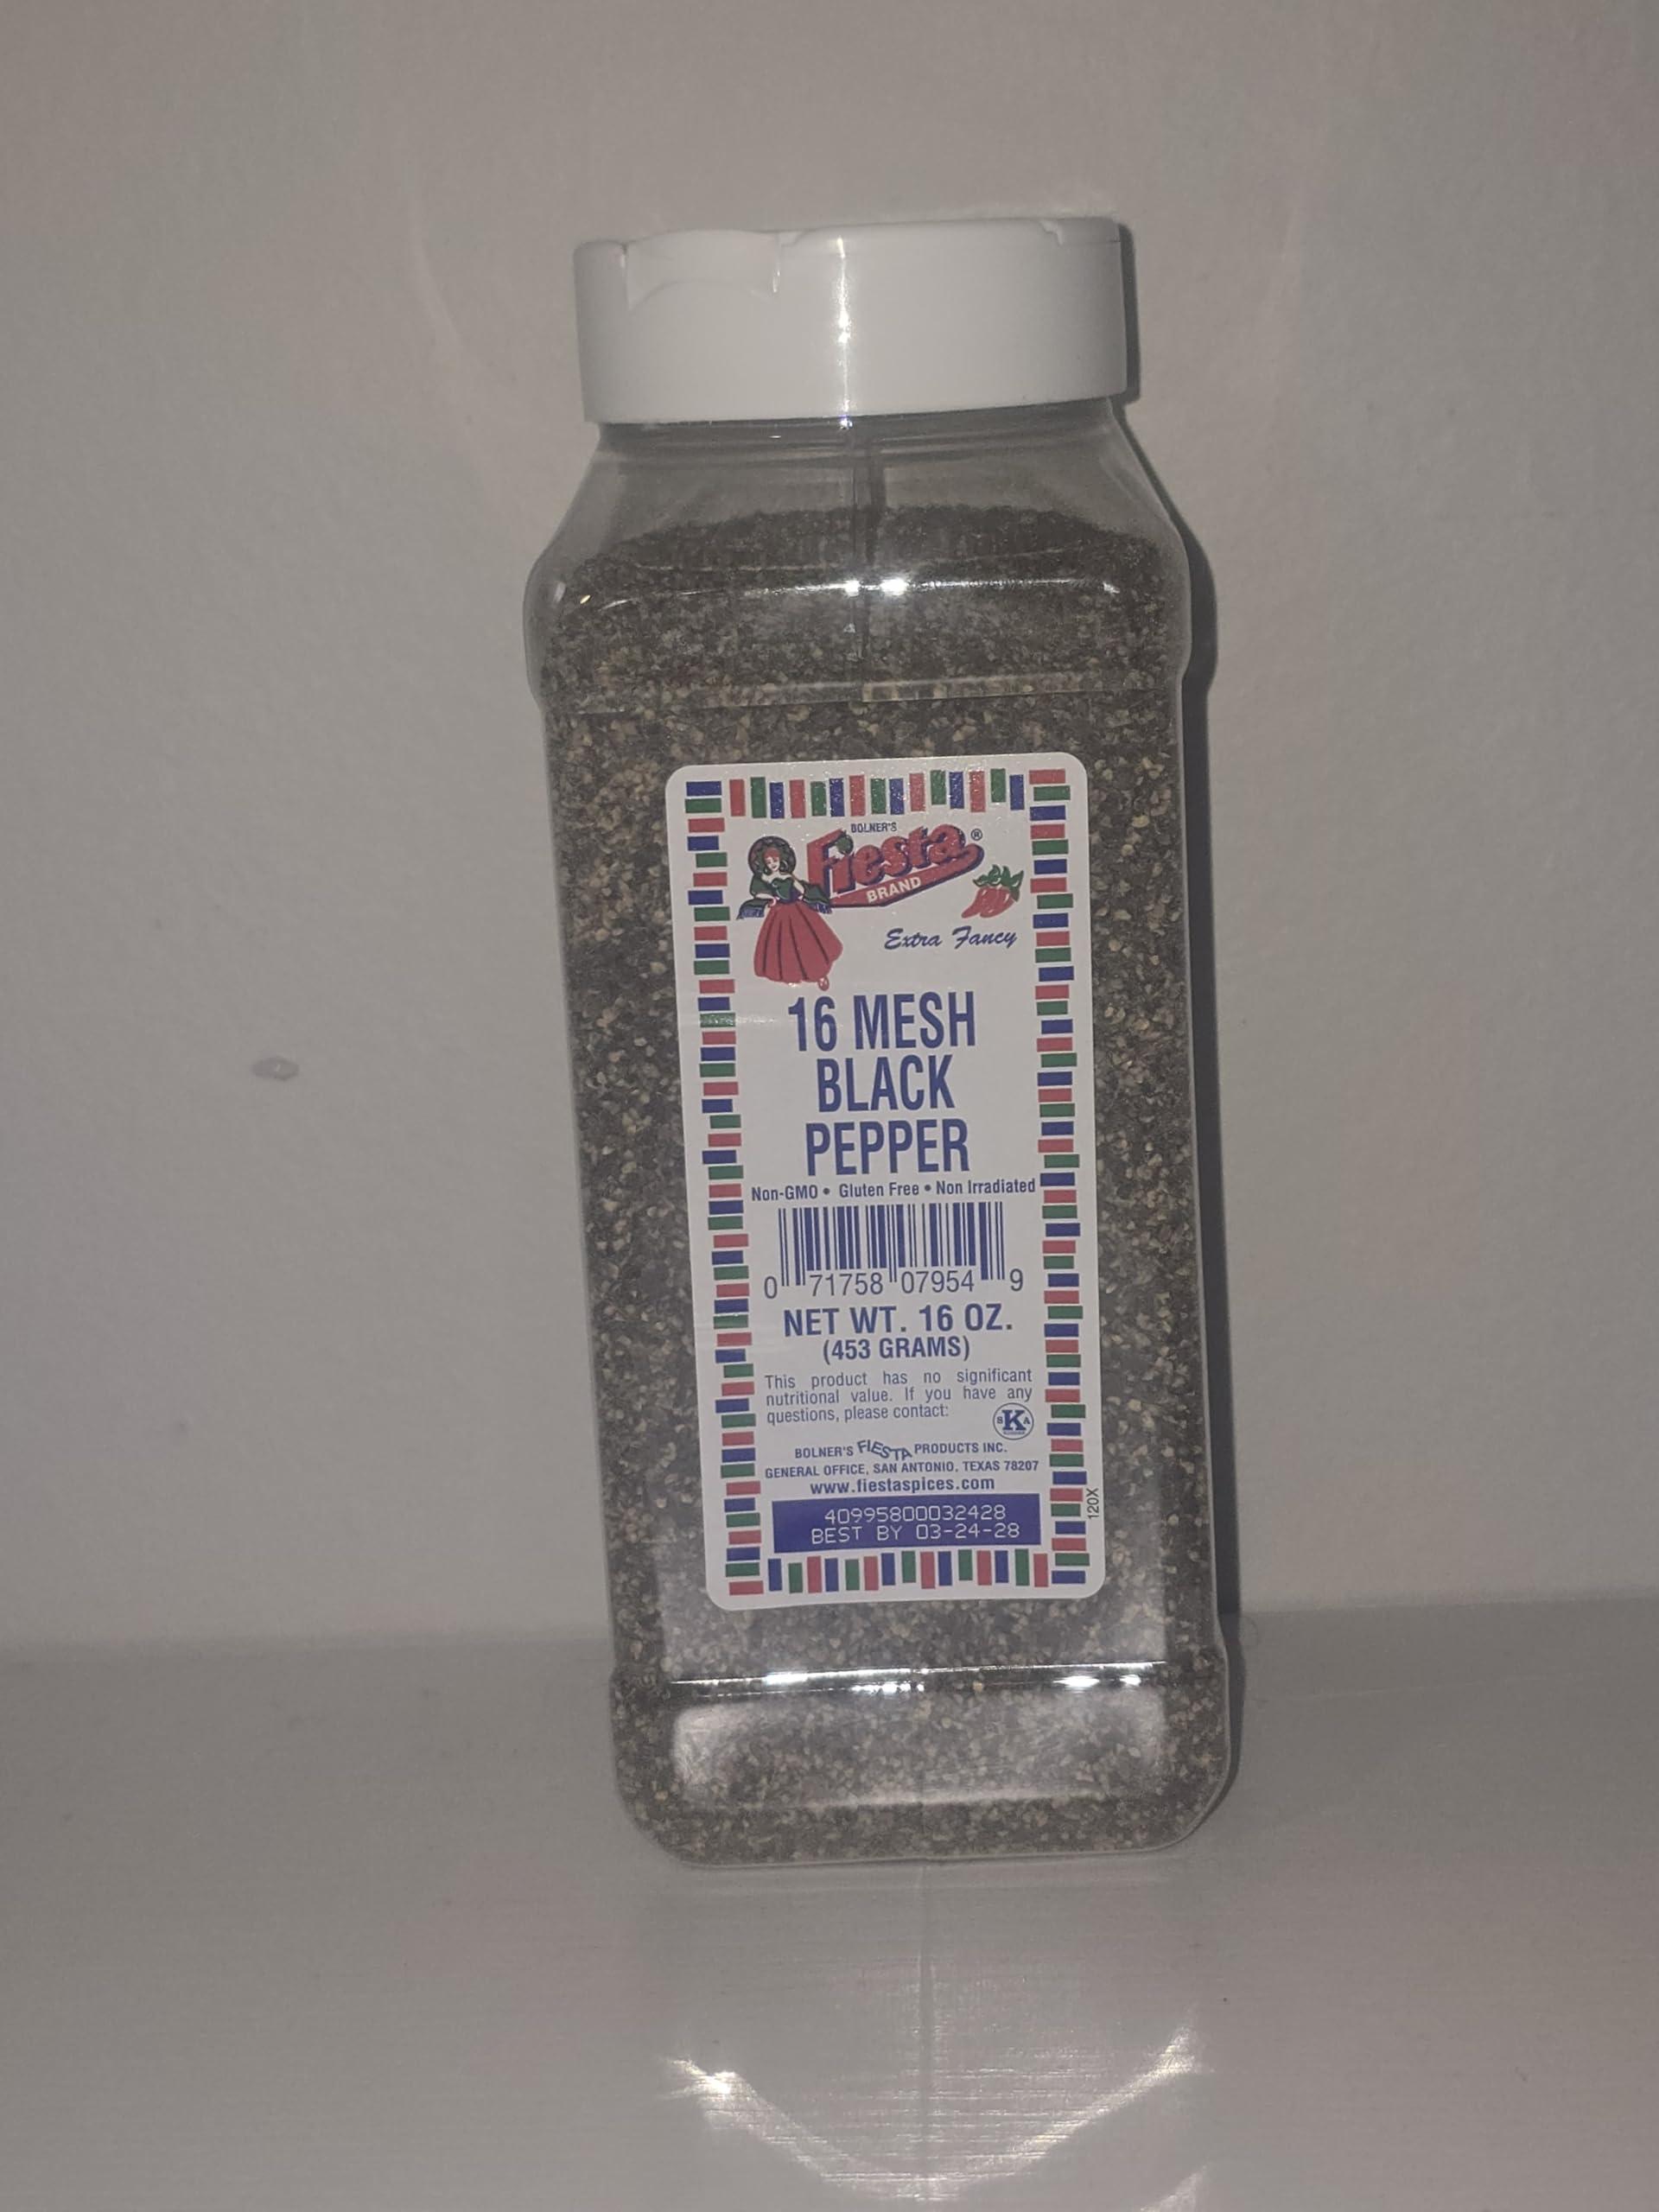 BOLNER'S
Fiesta®
BRAND
Extra Fancy
16 MESH
BLACK
PEPPER
Non-GMO • Gluten Free • Non Irradiated
0 71758 07954 9
NET WT. 16 OZ.
(453 GRAMS)
This product has no significant
nutritional value. If you have any
questions, please contact:
SKA
BOLNER'S FIESTA PRODUCTS INC.
GENERAL OFFICE, SAN ANTONIO, TEXAS 78207
www.fiestaspices.com
40995800032428
BEST BY 03-24-28
120X